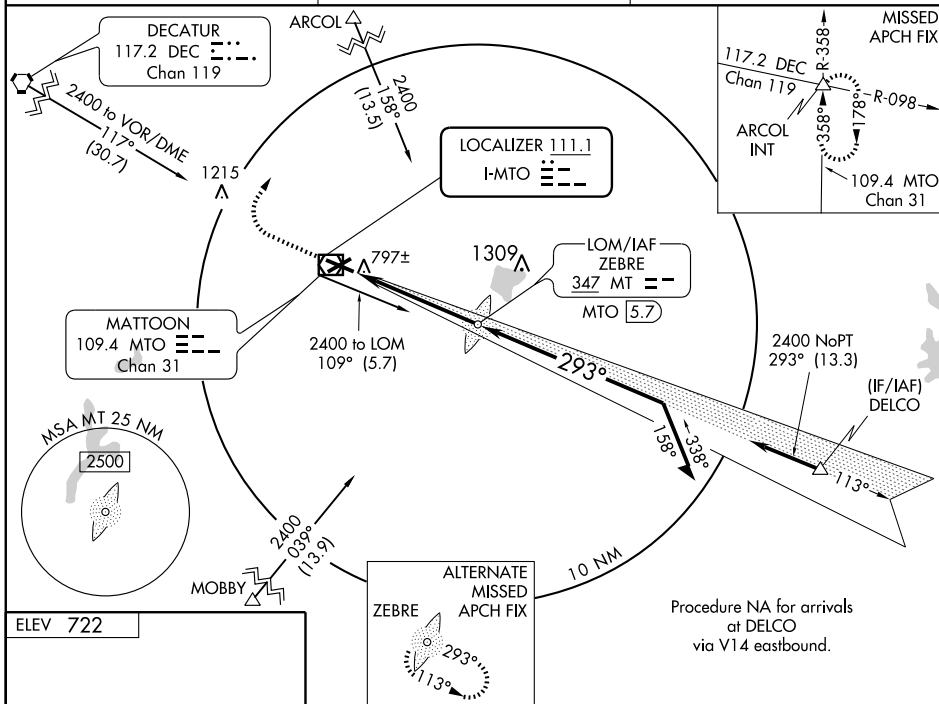 DECATUR
117.2 DEC
Chan 119
2400 to VOR/DME
117°
(30.7)
ARCOL
2400
158°
(13.5)
MISSED
APCH FIX
117.2 DEC
Chan 119
R-358
R-098
ARCOL
INT
358°
178°
109.4 MTO
Chan 31
LOCALIZER 111.1
I-MTO
1215
797±
1309
LOM/IAF
ZEBRE
347 MT
MTO 5.7
MATTOON
109.4 MTO
Chan 31
2400 to LOM
109° (5.7)
293°
2400 NoPT
293° (13.3)
(IF/IAF)
DELCO
158°
338°
113°
MSA MT 25 NM
2500
2400
039°
(13.9)
MOBBY
10 NM
ALTERNATE
MISSED
APCH FIX
ZEBRE
293°
113°
Procedure NA for arrivals
at DELCO
via V14 eastbound.
ELEV 722